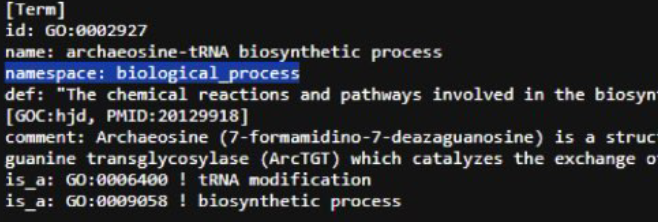 [Term]
id: GO:0002927
name: archaeosine-tRNA biosynthetic process
namespace: biological_process
def: "The chemical reactions and pathways involved in the biosyn
[GOC:hjd, PMID:20129918]
comment: Archaeosine (7-formamidino-7-deazaguanosine) is a struc
guanine transglycosylase (ArcTGT) which catalyzes the exchange o
is_a: GO:0006400 ! tRNA modification
is_a: GO:0009058 ! biosynthetic process